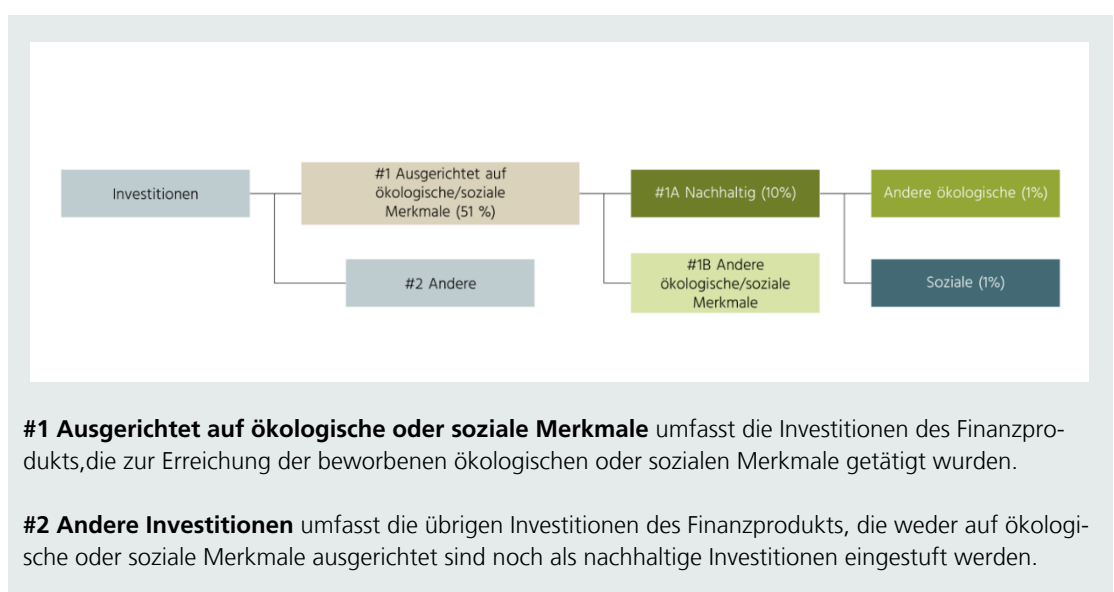 Investitionen
#1 Ausgerichtet auf
ökologische/soziale
Merkmale (51 %)
#1A Nachhaltig (10%)
Andere ökologische (1%)
#2 Andere
#1B Andere
ökologische/soziale
Merkmale
Soziale (1%)
#1 Ausgerichtet auf ökologische oder soziale Merkmale umfasst die Investitionen des Finanzpro-
dukts,die zur Erreichung der beworbenen ökologischen oder sozialen Merkmale getätigt wurden.
#2 Andere Investitionen umfasst die übrigen Investitionen des Finanzprodukts, die weder auf ökologi-
sche oder soziale Merkmale ausgerichtet sind noch als nachhaltige Investitionen eingestuft werden.